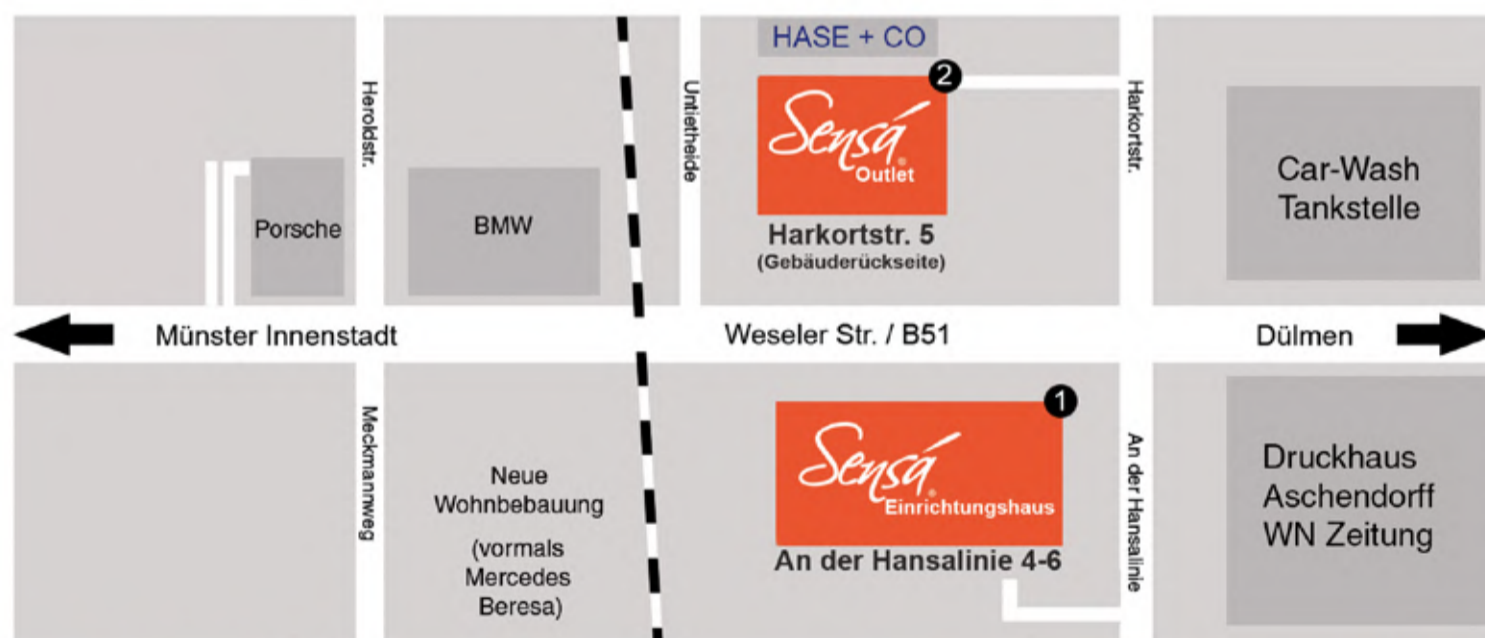 HASE + CO
2
Heroldstr.
Untietheide
Harkortstr.
Sensá
Outlet
Car-Wash
Tankstelle
Porsche
BMW
Harkortstr. 5
(Gebäuderückseite)
Münster Innenstadt
Weseler Str. / B51
Dülmen
1
Meckmannweg
An der Hansalinie
Neue
Wohnbebauung
(vormals
Mercedes
Beresa)
Sensá
Einrichtungshaus
An der Hansalinie 4-6
Druckhaus
Aschendorff
WN Zeitung